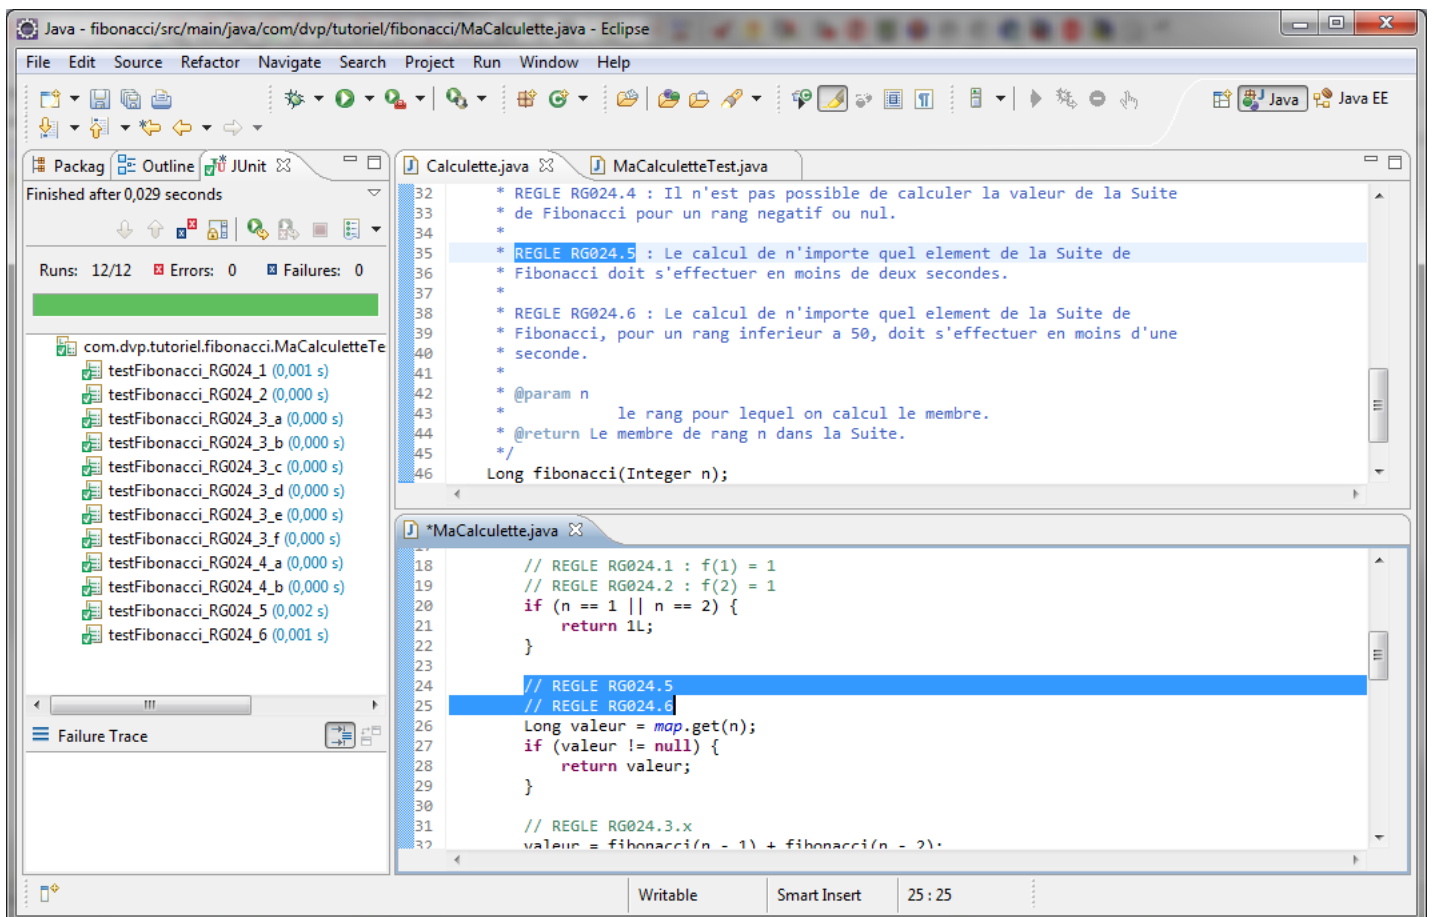 Java - fibonacci/src/main/java/com/dvp/tutoriel/fibonacci/MaCalculette.java - Eclipse
File Edit Source Refactor Navigate Search Project Run Window Help
Java Java EE
Packag Outline JUnit
Finished after 0,029 seconds
Runs: 12/12 Errors: 0 Failures: 0
com.dvp.tutoriel.fibonacci.MaCalculetteTe
testFibonacci_RG024_1 (0,001 s)
testFibonacci_RG024_2 (0,000 s)
testFibonacci_RG024_3_a (0,000 s)
testFibonacci_RG024_3_b (0,000 s)
testFibonacci_RG024_3_c (0,000 s)
testFibonacci_RG024_3_d (0,000 s)
testFibonacci_RG024_3_e (0,000 s)
testFibonacci_RG024_3_f (0,000 s)
testFibonacci_RG024_4_a (0,000 s)
testFibonacci_RG024_4_b (0,000 s)
testFibonacci_RG024_5 (0,002 s)
testFibonacci_RG024_6 (0,001 s)
Failure Trace
Calculette.java MaCalculetteTest.java
32 * REGLE RG024.4 : Il n'est pas possible de calculer la valeur de la Suite
33 * de Fibonacci pour un rang negatif ou nul.
34 *
35 * REGLE RG024.5 : Le calcul de n'importe quel element de la Suite de
36 * Fibonacci doit s'effectuer en moins de deux secondes.
37 *
38 * REGLE RG024.6 : Le calcul de n'importe quel element de la Suite de
39 * Fibonacci, pour un rang inferieur a 50, doit s'effectuer en moins d'une
40 * seconde.
41 *
42 * @param n
43 * le rang pour lequel on calcul le membre.
44 * @return Le membre de rang n dans la Suite.
45 */
46 Long fibonacci(Integer n);
*MaCalculette.java
17
18 // REGLE RG024.1 : f(1) = 1
19 // REGLE RG024.2 : f(2) = 1
20 if (n == 1 || n == 2) {
21 return 1L;
22 }
23
24 // REGLE RG024.5
25 // REGLE RG024.6
26 Long valeur = map.get(n);
27 if (valeur != null) {
28 return valeur;
29 }
30
31 // REGLE RG024.3.x
32 valeur = fibonacci(n - 1) + fibonacci(n - 2);
Writable Smart Insert 25 : 25